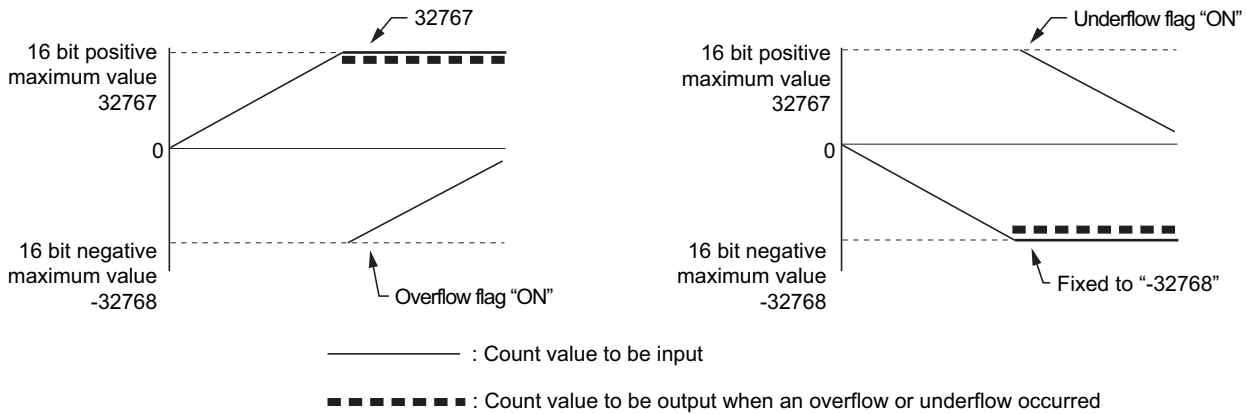 32767
16 bit positive
maximum value
32767
0
16 bit negative
maximum value
-32768
Overflow flag “ON”
Underflow flag “ON”
16 bit positive
maximum value
32767
0
16 bit negative
maximum value
-32768
Fixed to “-32768”
: Count value to be input
: Count value to be output when an overflow or underflow occurred